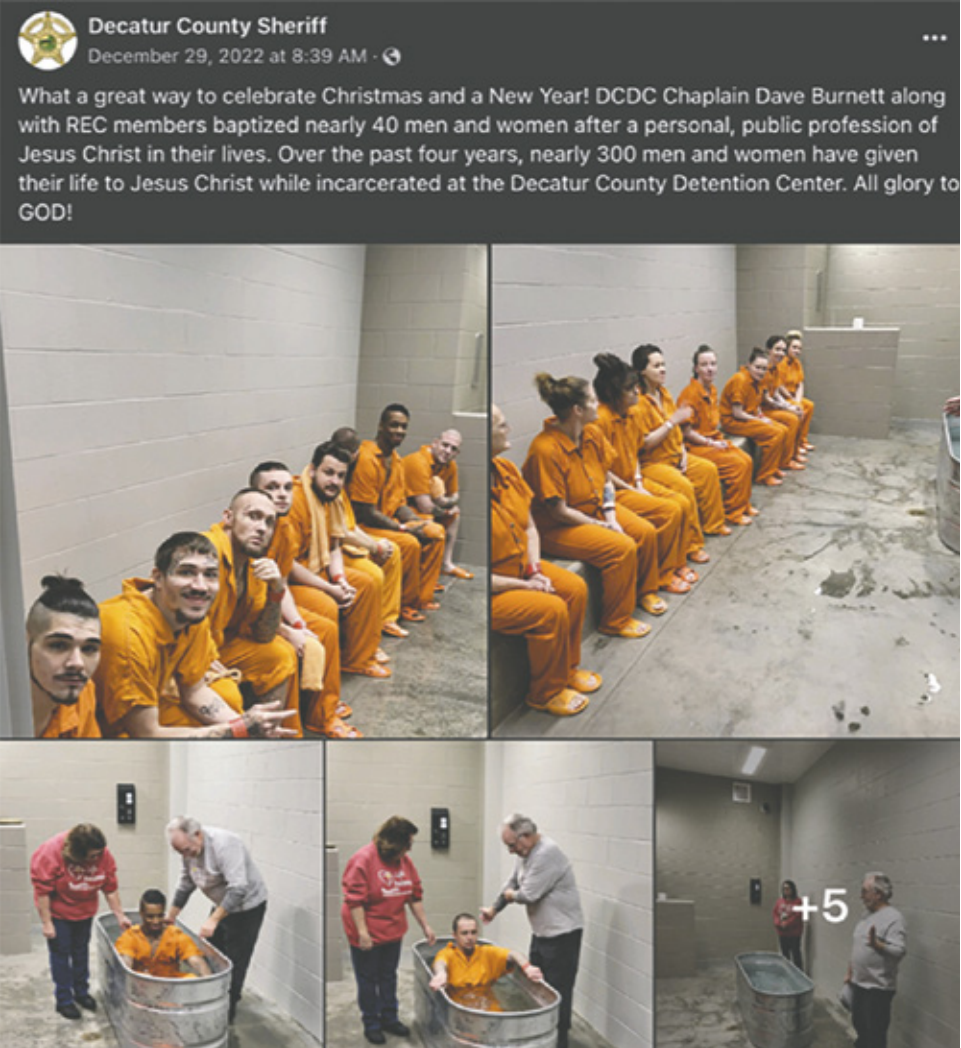 Decatur County Sheriff
December 29, 2022 at 8:39 AM ·
What a great way to celebrate Christmas and a New Year! DCDC Chaplain Dave Burnett along
with REC members baptized nearly 40 men and women after a personal, public profession of
Jesus Christ in their lives. Over the past four years, nearly 300 men and women have given
their life to Jesus Christ while incarcerated at the Decatur County Detention Center. All glory to
GOD!
+5